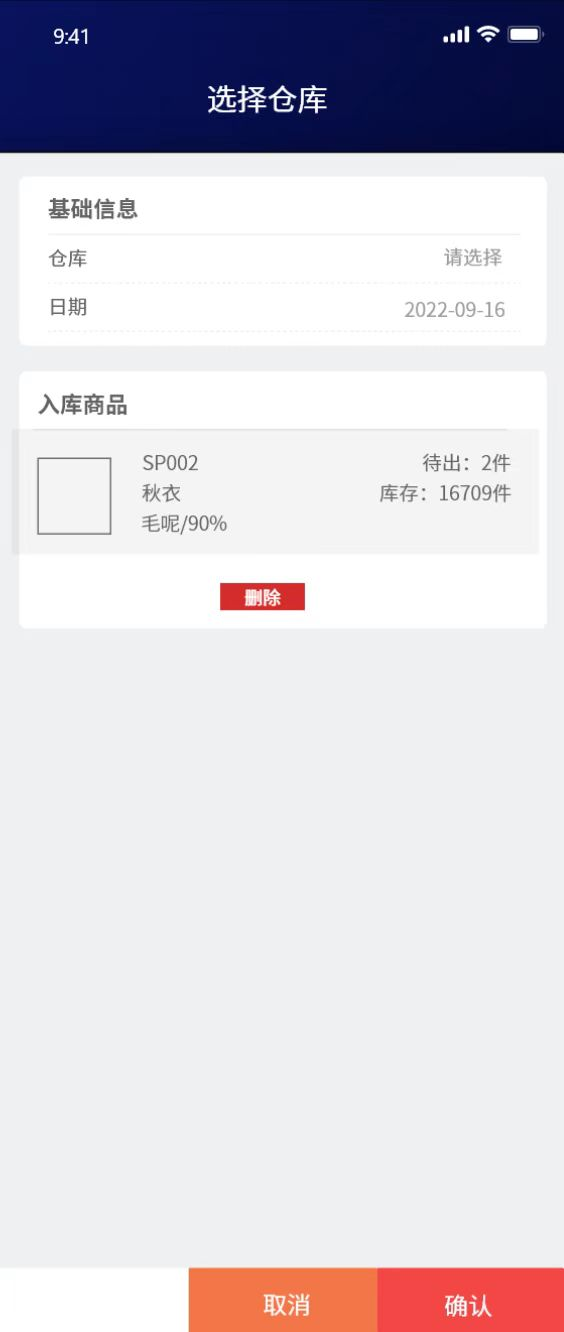 9:41
选择仓库
基础信息
仓库 请选择
日期 2022-09-16
入库商品
SP002 待出：2件
秋衣 库存：16709件
毛呢/90%
删除
取消 确认